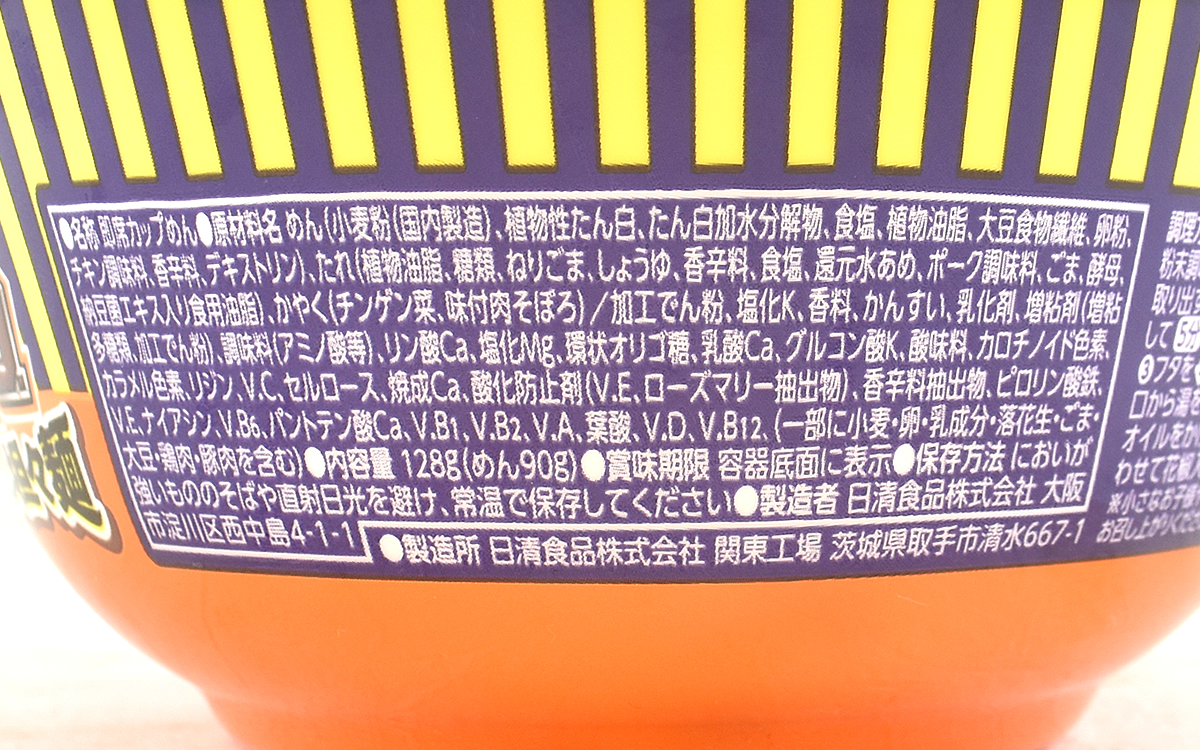 ●名称 即席カップめん●原材料名 めん(小麦粉(国内製造)、植物性たん白、たん白加水分解物、食塩、植物油脂、大豆食物繊維、卵粉、
チキン調味料、香辛料、デキストリン)、たれ(植物油脂、糖類、ねりごま、しょうゆ、香辛料、食塩、還元水あめ、ポーク調味料、ごま、酵母、
納豆菌エキス入り食用油脂)、かやく(チンゲン菜、味付肉そぼろ)/加工でん粉、塩化K、香料、かんすい、乳化剤、増粘剤(増粘
多糖類、加工でん粉)、調味料(アミノ酸等)、リン酸Ca、塩化Mg、環状オリゴ糖、乳酸Ca、グルコン酸K、酸味料、カロチノイド色素、
カラメル色素、リジン、V.C、セルロース、焼成Ca、酸化防止剤(V.E、ローズマリー抽出物)、香辛料抽出物、ピロリン酸鉄、
V.E、ナイアシン、V.B6、パントテン酸Ca、V.B1、V.B2、V.A、葉酸、V.D、V.B12、(一部に小麦・卵・乳成分・落花生・ごま・
大豆・鶏肉・豚肉を含む)●内容量 128g(めん90g)●賞味期限 容器底面に表示●保存方法 においが
強いもののそばや直射日光を避け、常温で保存してください●製造者 日清食品株式会社 大阪
市淀川区西中島4-1-1
●製造所 日清食品株式会社 関東工場 茨城県取手市清水667-1
調理
粉末調
取り出
して5分
❸フタを
口から湯
オイルをか
わせて花椒
※小さなお子様
お召し上がりくだ
々麺